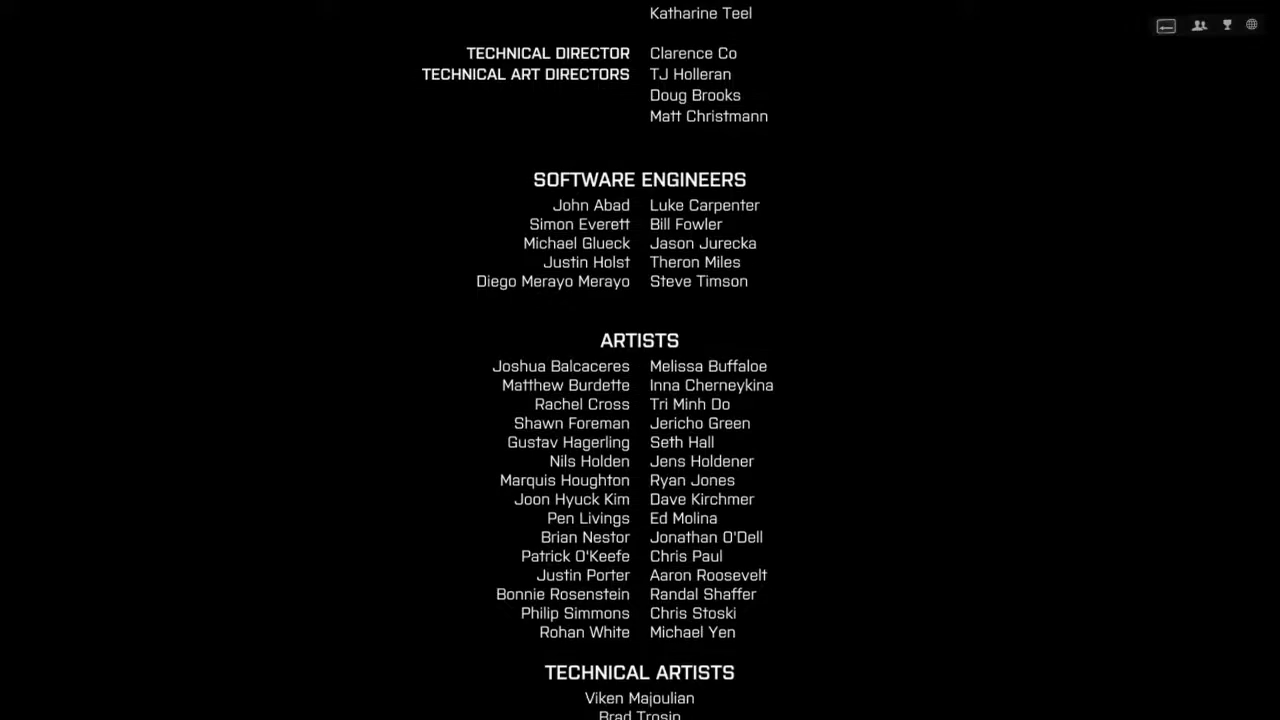 Katharine Teel
TECHNICAL DIRECTOR Clarence Co
TECHNICAL ART DIRECTORS TJ Holleran
Doug Brooks
Matt Christmann
SOFTWARE ENGINEERS
John Abad Luke Carpenter
Simon Everett Bill Fowler
Michael Glueck Jason Jurecka
Justin Holst Theron Miles
Diego Merayo Merayo Steve Timson
ARTISTS
Joshua Balcaceres Melissa Buffaloe
Matthew Burdette Inna Cherneykina
Rachel Cross Tri Minh Do
Shawn Foreman Jericho Green
Gustav Hagerling Seth Hall
Nils Holden Jens Holdener
Marquis Houghton Ryan Jones
Joon Hyuck Kim Dave Kirchmer
Pen Livings Ed Molina
Brian Nestor Jonathan O'Dell
Patrick O'Keefe Chris Paul
Justin Porter Aaron Roosevelt
Bonnie Rosenstein Randal Shaffer
Philip Simmons Chris Stoski
Rohan White Michael Yen
TECHNICAL ARTISTS
Viken Majoulian
Brad Trosin